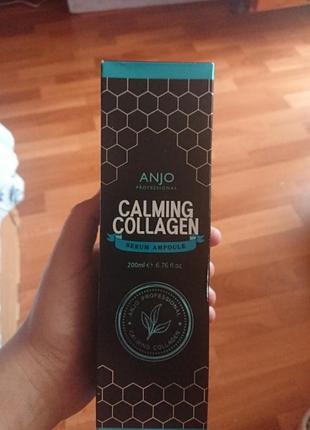 ANJO
PROFESSIONAL
CALMING
COLLAGEN
SERUM AMPOULE
200ml ℮ 6.76 fl.oz
ANJO PROFESSIONAL
CALMING COLLAGEN